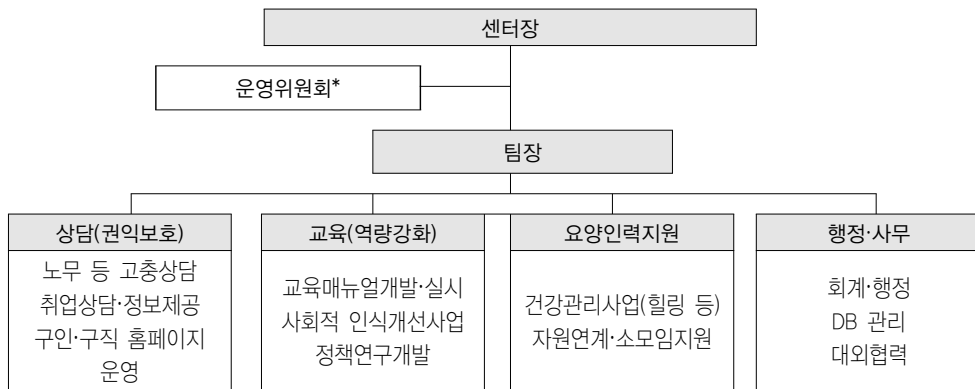 센터장
운영위원회*
팀장
상담(권익보호)
노무 등 고충상담
취업상담·정보제공
구인·구직 홈페이지
운영
교육(역량강화)
교육매뉴얼개발·실시
사회적 인식개선사업
정책연구개발
요양인력지원
건강관리사업(힐링 등)
자원연계·소모임지원
행정·사무
회계·행정
DB 관리
대외협력